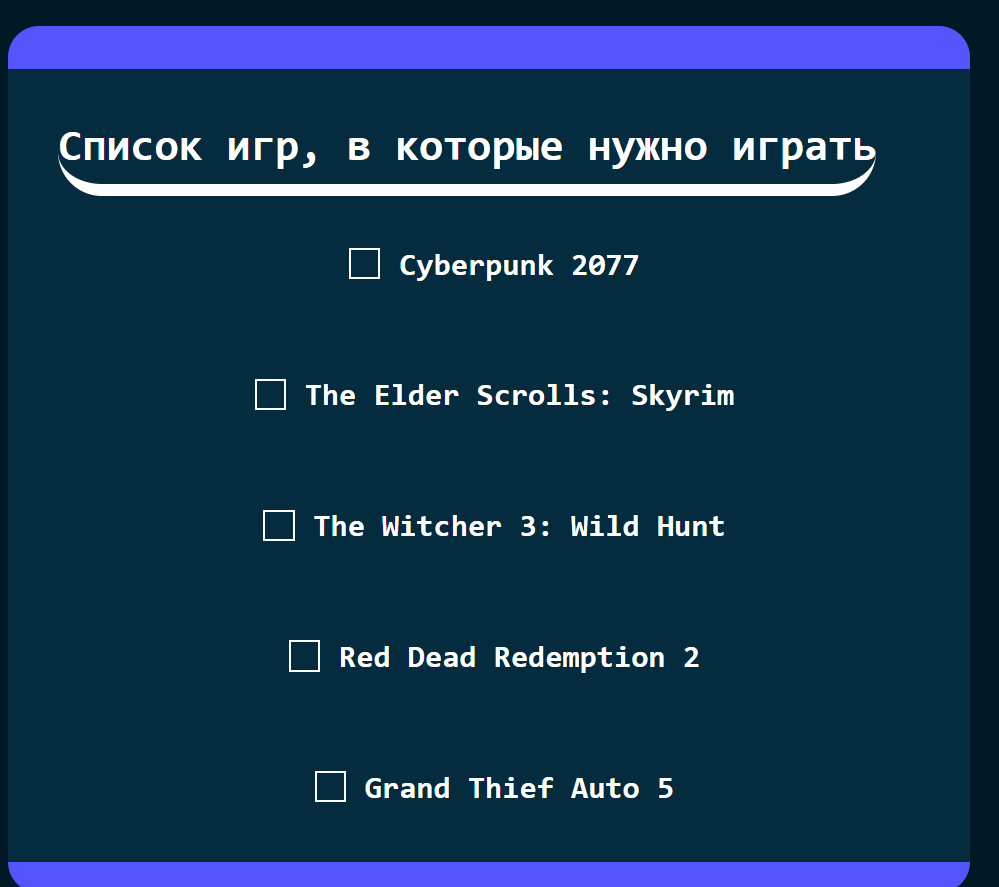 Список игр, в которые нужно играть
Cyberpunk 2077
The Elder Scrolls: Skyrim
The Witcher 3: Wild Hunt
Red Dead Redemption 2
Grand Thief Auto 5